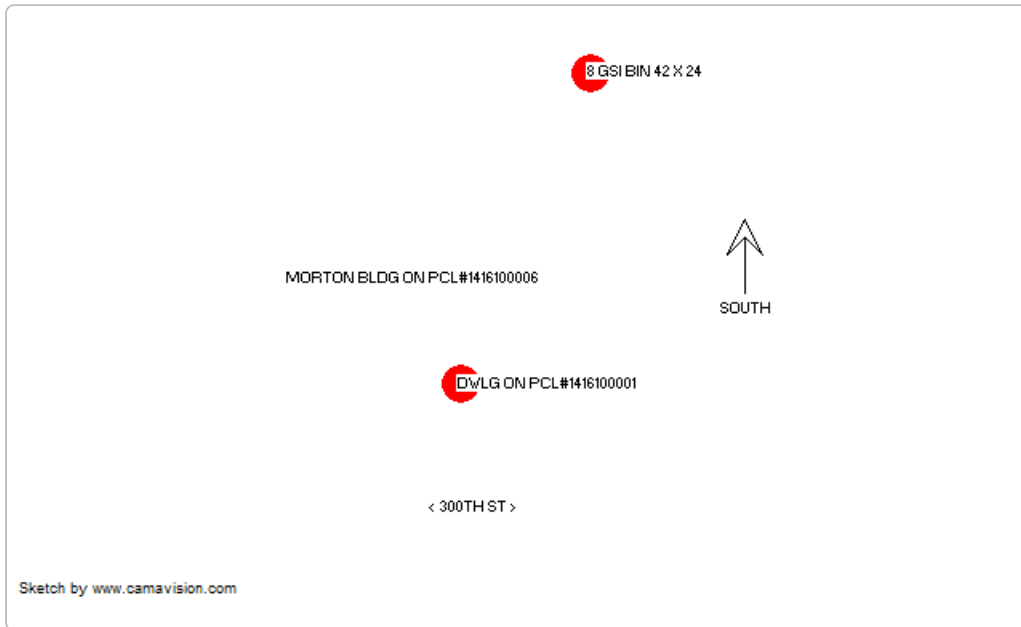 8 GSI BIN 42 X 24
MORTON BLDG ON PCL#1416100006
SOUTH
DWLG ON PCL#1416100001
< 300TH ST >
Sketch by www.camavision.com